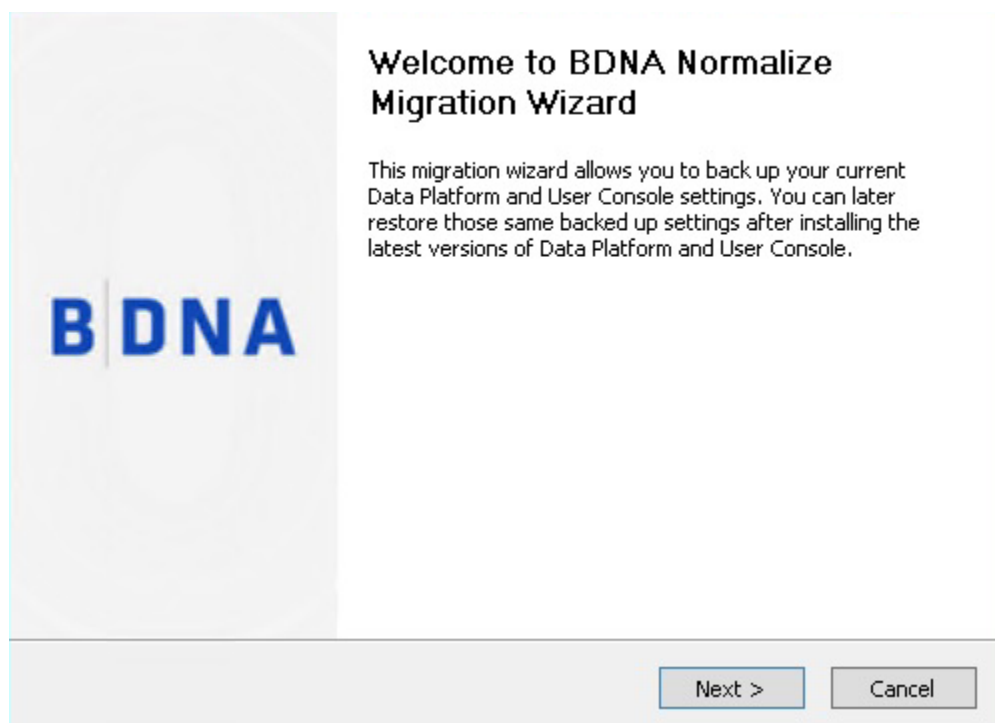 Welcome to BDNA Normalize
Migration Wizard
This migration wizard allows you to back up your current
Data Platform and User Console settings. You can later
restore those same backed up settings after installing the
latest versions of Data Platform and User Console.
BDNA
Next >
Cancel